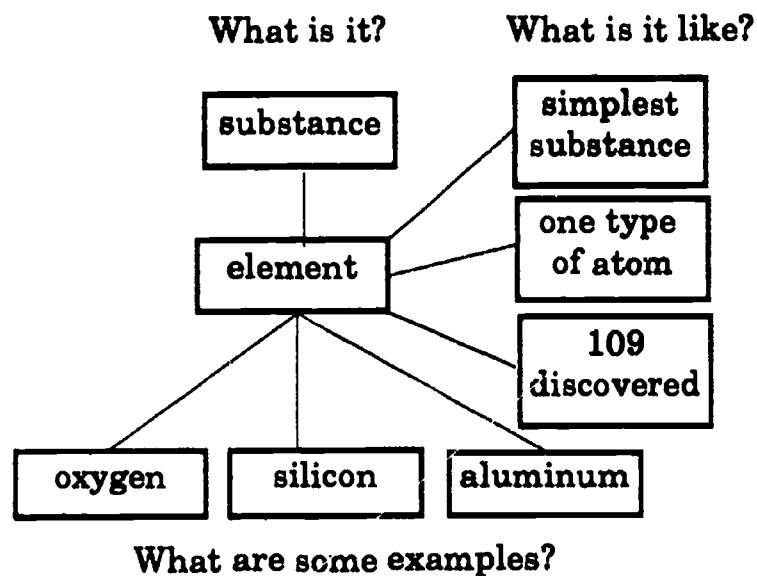 What is it?
What is it like?
substance
simplest
substance
element
one type
of atom
109
discovered
oxygen
silicon
aluminum
What are some examples?